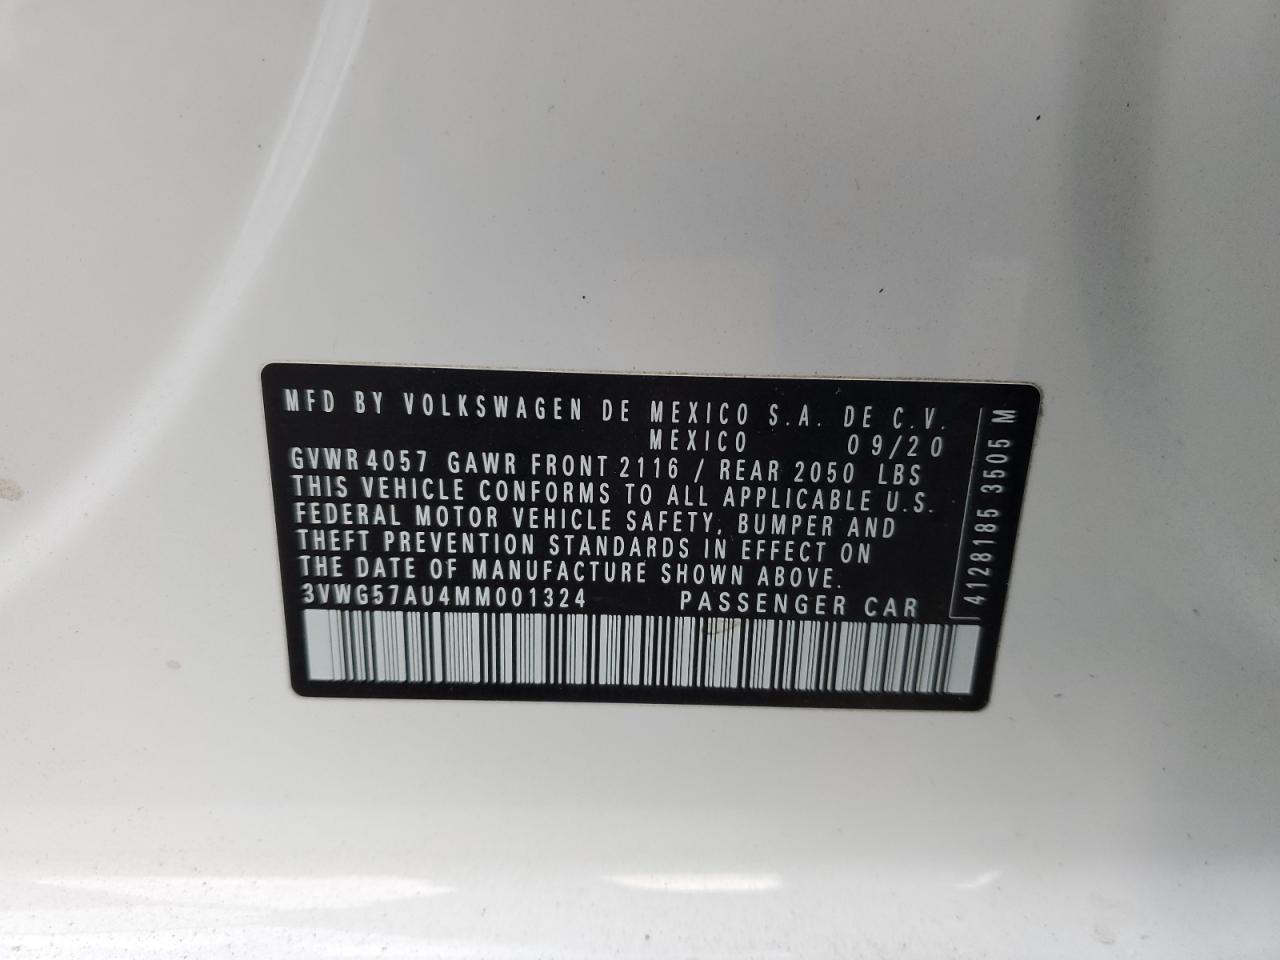 MFD BY VOLKSWAGEN DE MEXICO S.A. DE C.V.
MEXICO 09/20
GVWR 4057 GAWR FRONT 2116 / REAR 2050 LBS
THIS VEHICLE CONFORMS TO ALL APPLICABLE U.S.
FEDERAL MOTOR VEHICLE SAFETY, BUMPER AND
THEFT PREVENTION STANDARDS IN EFFECT ON
THE DATE OF MANUFACTURE SHOWN ABOVE.
3VWG57AU4MM001324 PASSENGER CAR
4128185 3505 M